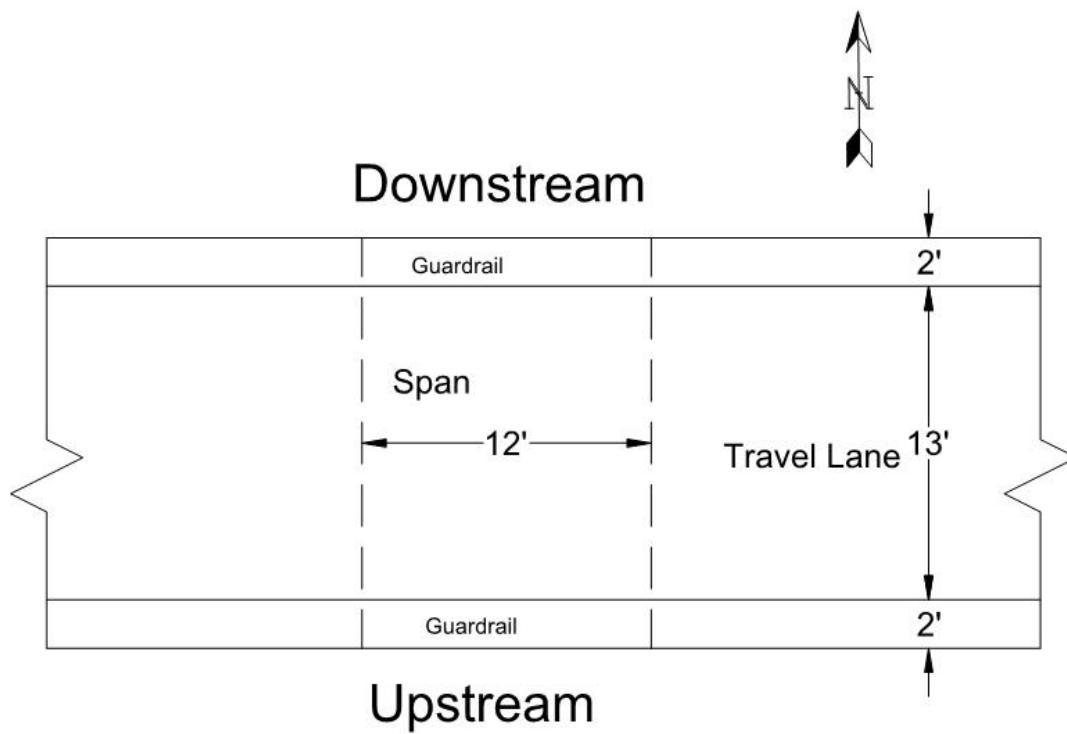 N
Downstream
Guardrail
2'
Span
12'
Travel Lane
13'
Guardrail
2'
Upstream